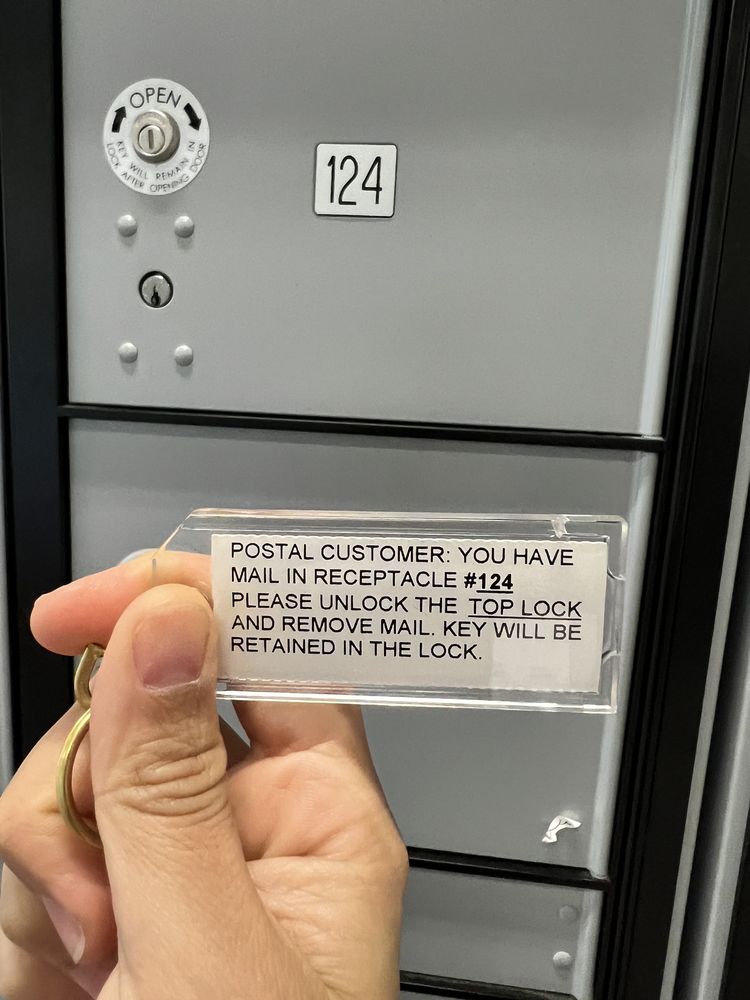 OPEN
KEY WILL REMAIN IN
LOCK AFTER OPENING DOOR
124
POSTAL CUSTOMER: YOU HAVE
MAIL IN RECEPTACLE #124
PLEASE UNLOCK THE TOP LOCK
AND REMOVE MAIL. KEY WILL BE
RETAINED IN THE LOCK.